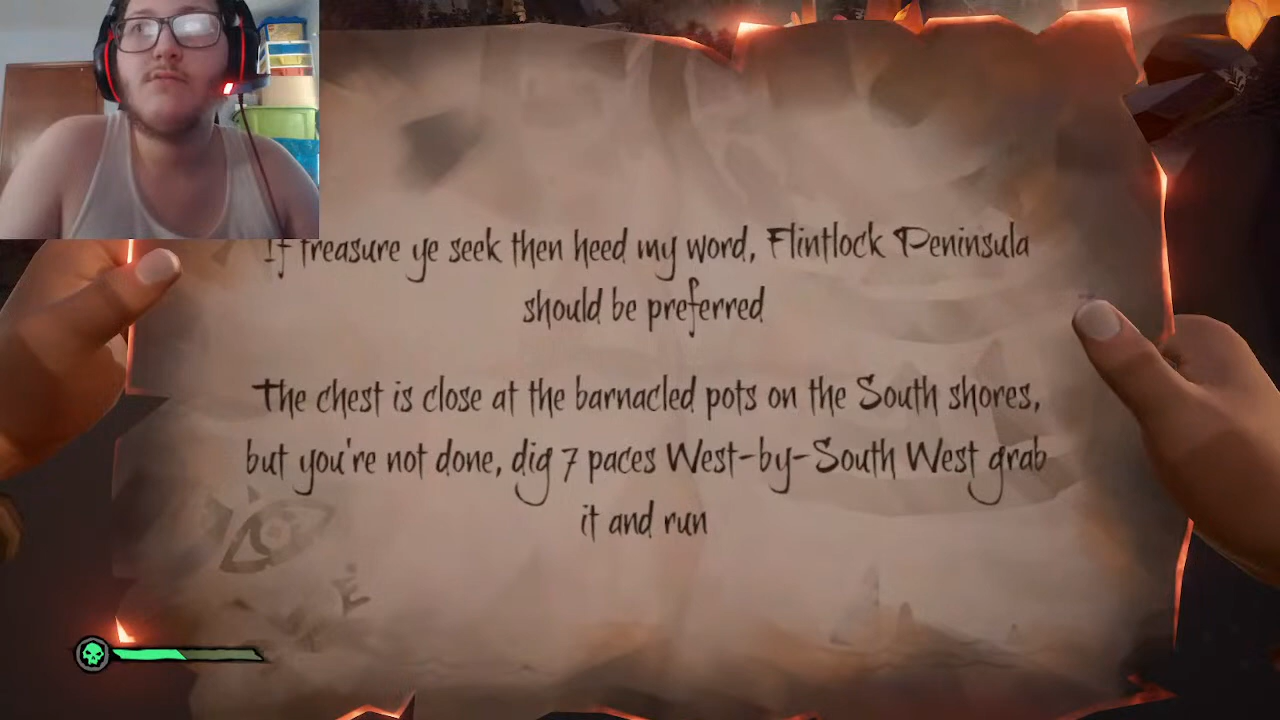 If treasure ye seek then heed my word, Flintlock Peninsula
should be preferred
The chest is close at the barnacled pots on the South shores,
but you're not done, dig 7 paces West-by-South West grab
it and run